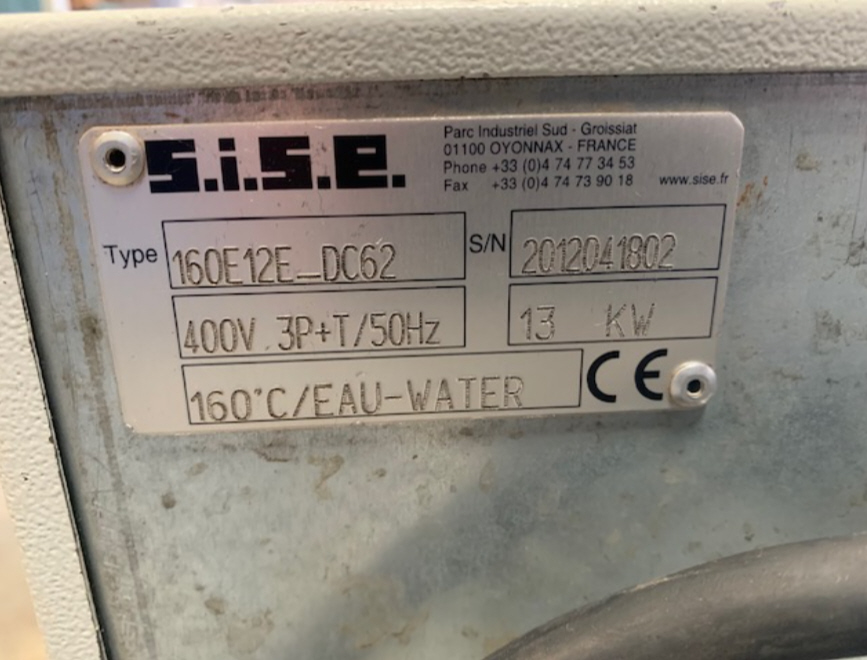 s.i.s.e.
Parc Industriel Sud - Groissiat
01100 OYONNAX - FRANCE
Phone +33 (0)4 74 77 34 53
Fax +33 (0)4 74 73 90 18 www.sise.fr
Type 160E12E_DC62 S/N 2012041802
400V.3P+T/50Hz 13 KW
160°C/EAU-WATER CE